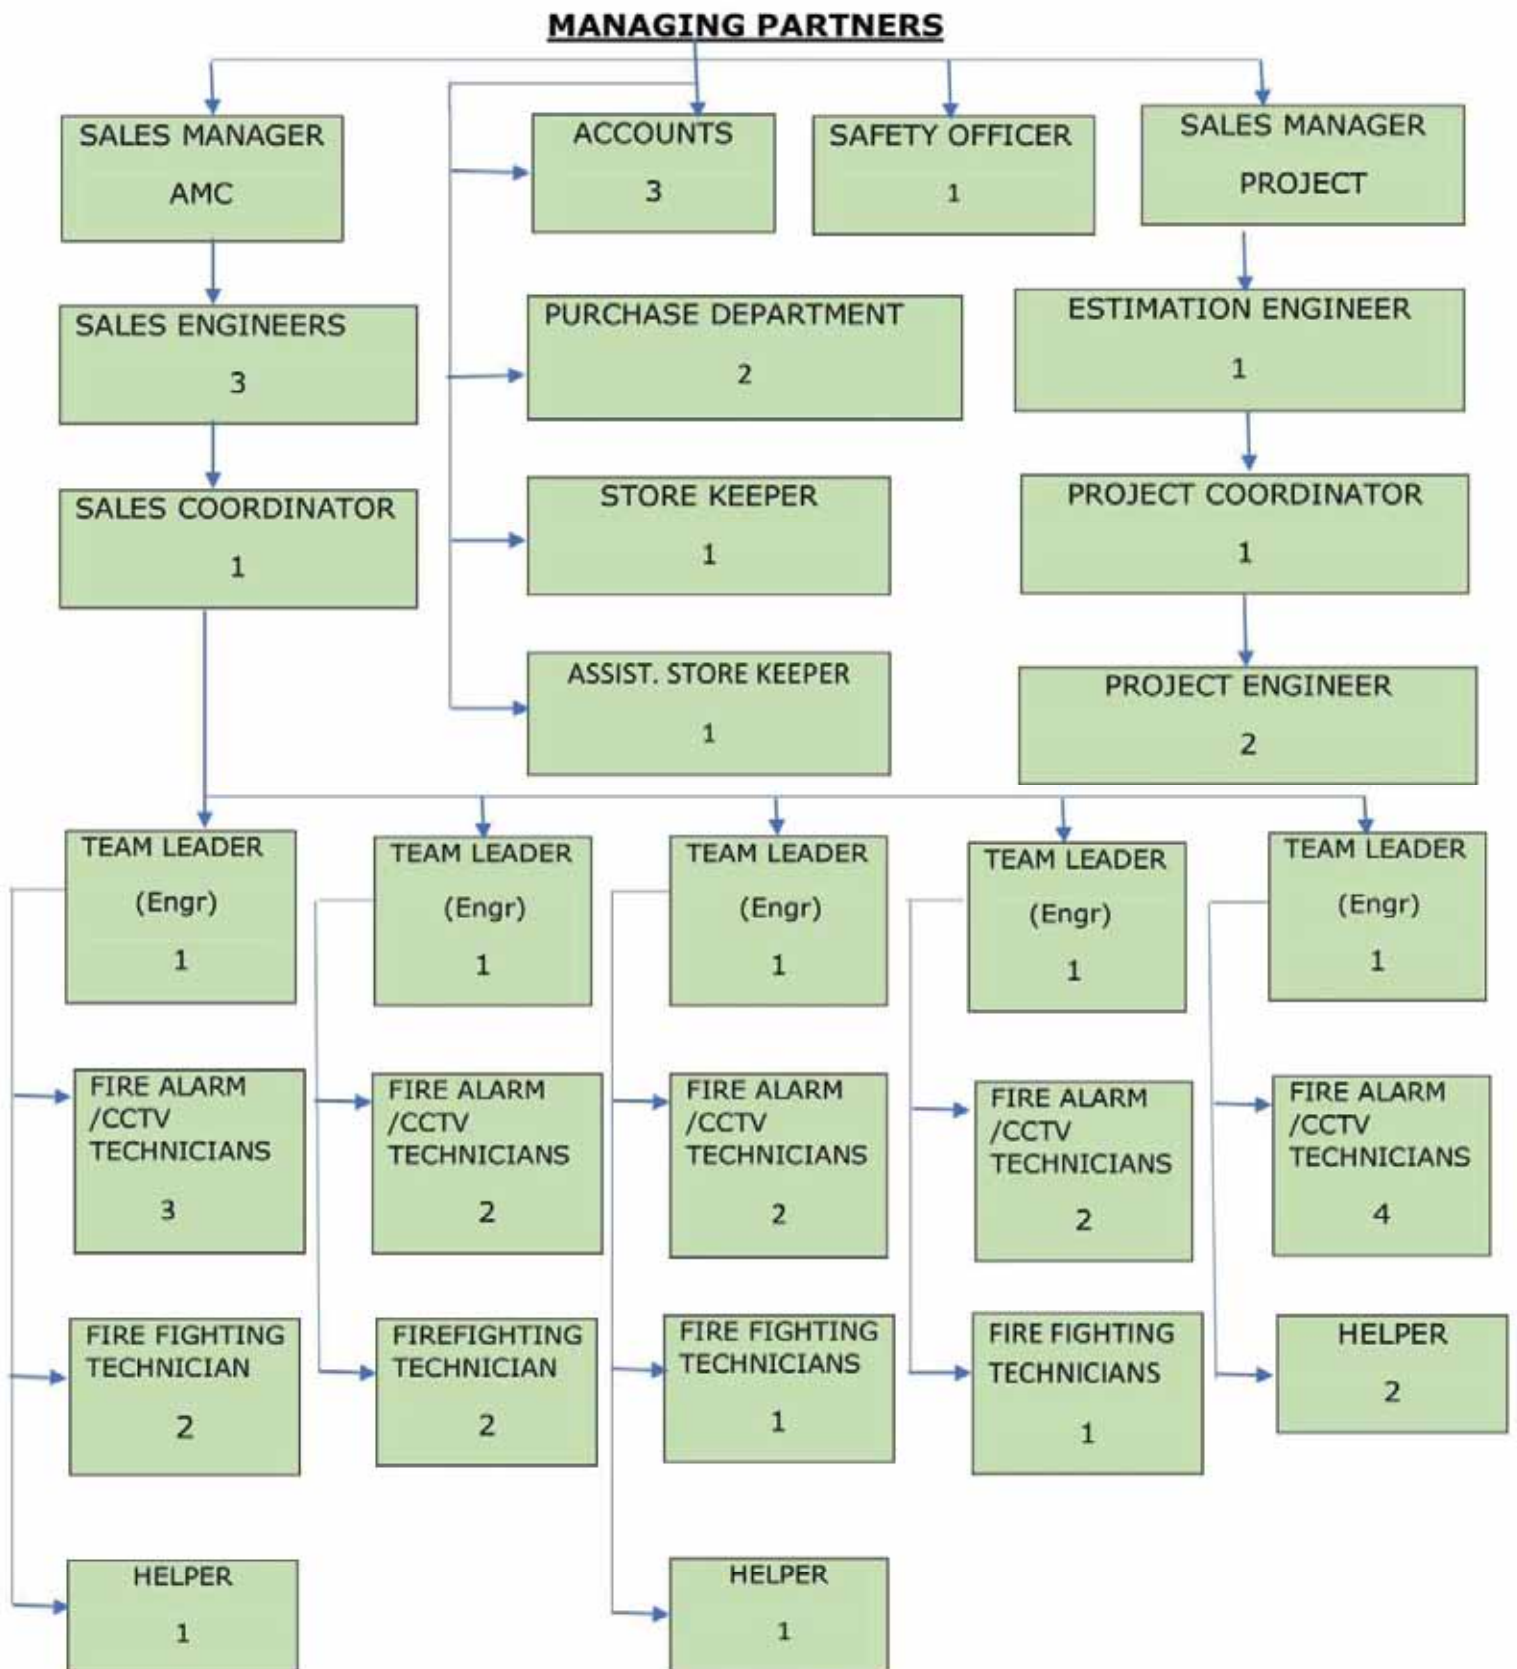 MANAGING PARTNERS
SALES MANAGER
AMC
ACCOUNTS
3
SAFETY OFFICER
1
SALES MANAGER
PROJECT
SALES ENGINEERS
3
PURCHASE DEPARTMENT
2
ESTIMATION ENGINEER
1
SALES COORDINATOR
1
STORE KEEPER
1
PROJECT COORDINATOR
1
ASSIST. STORE KEEPER
1
PROJECT ENGINEER
2
TEAM LEADER
(Engr)
1
TEAM LEADER
(Engr)
1
TEAM LEADER
(Engr)
1
TEAM LEADER
(Engr)
1
TEAM LEADER
(Engr)
1
FIRE ALARM
/CCTV
TECHNICIANS
3
FIRE ALARM
/CCTV
TECHNICIANS
2
FIRE ALARM
/CCTV
TECHNICIANS
2
FIRE ALARM
/CCTV
TECHNICIANS
2
FIRE ALARM
/CCTV
TECHNICIANS
4
FIRE FIGHTING
TECHNICIAN
2
FIREFIGHTING
TECHNICIAN
2
FIRE FIGHTING
TECHNICIANS
1
FIRE FIGHTING
TECHNICIANS
1
HELPER
2
HELPER
1
HELPER
1